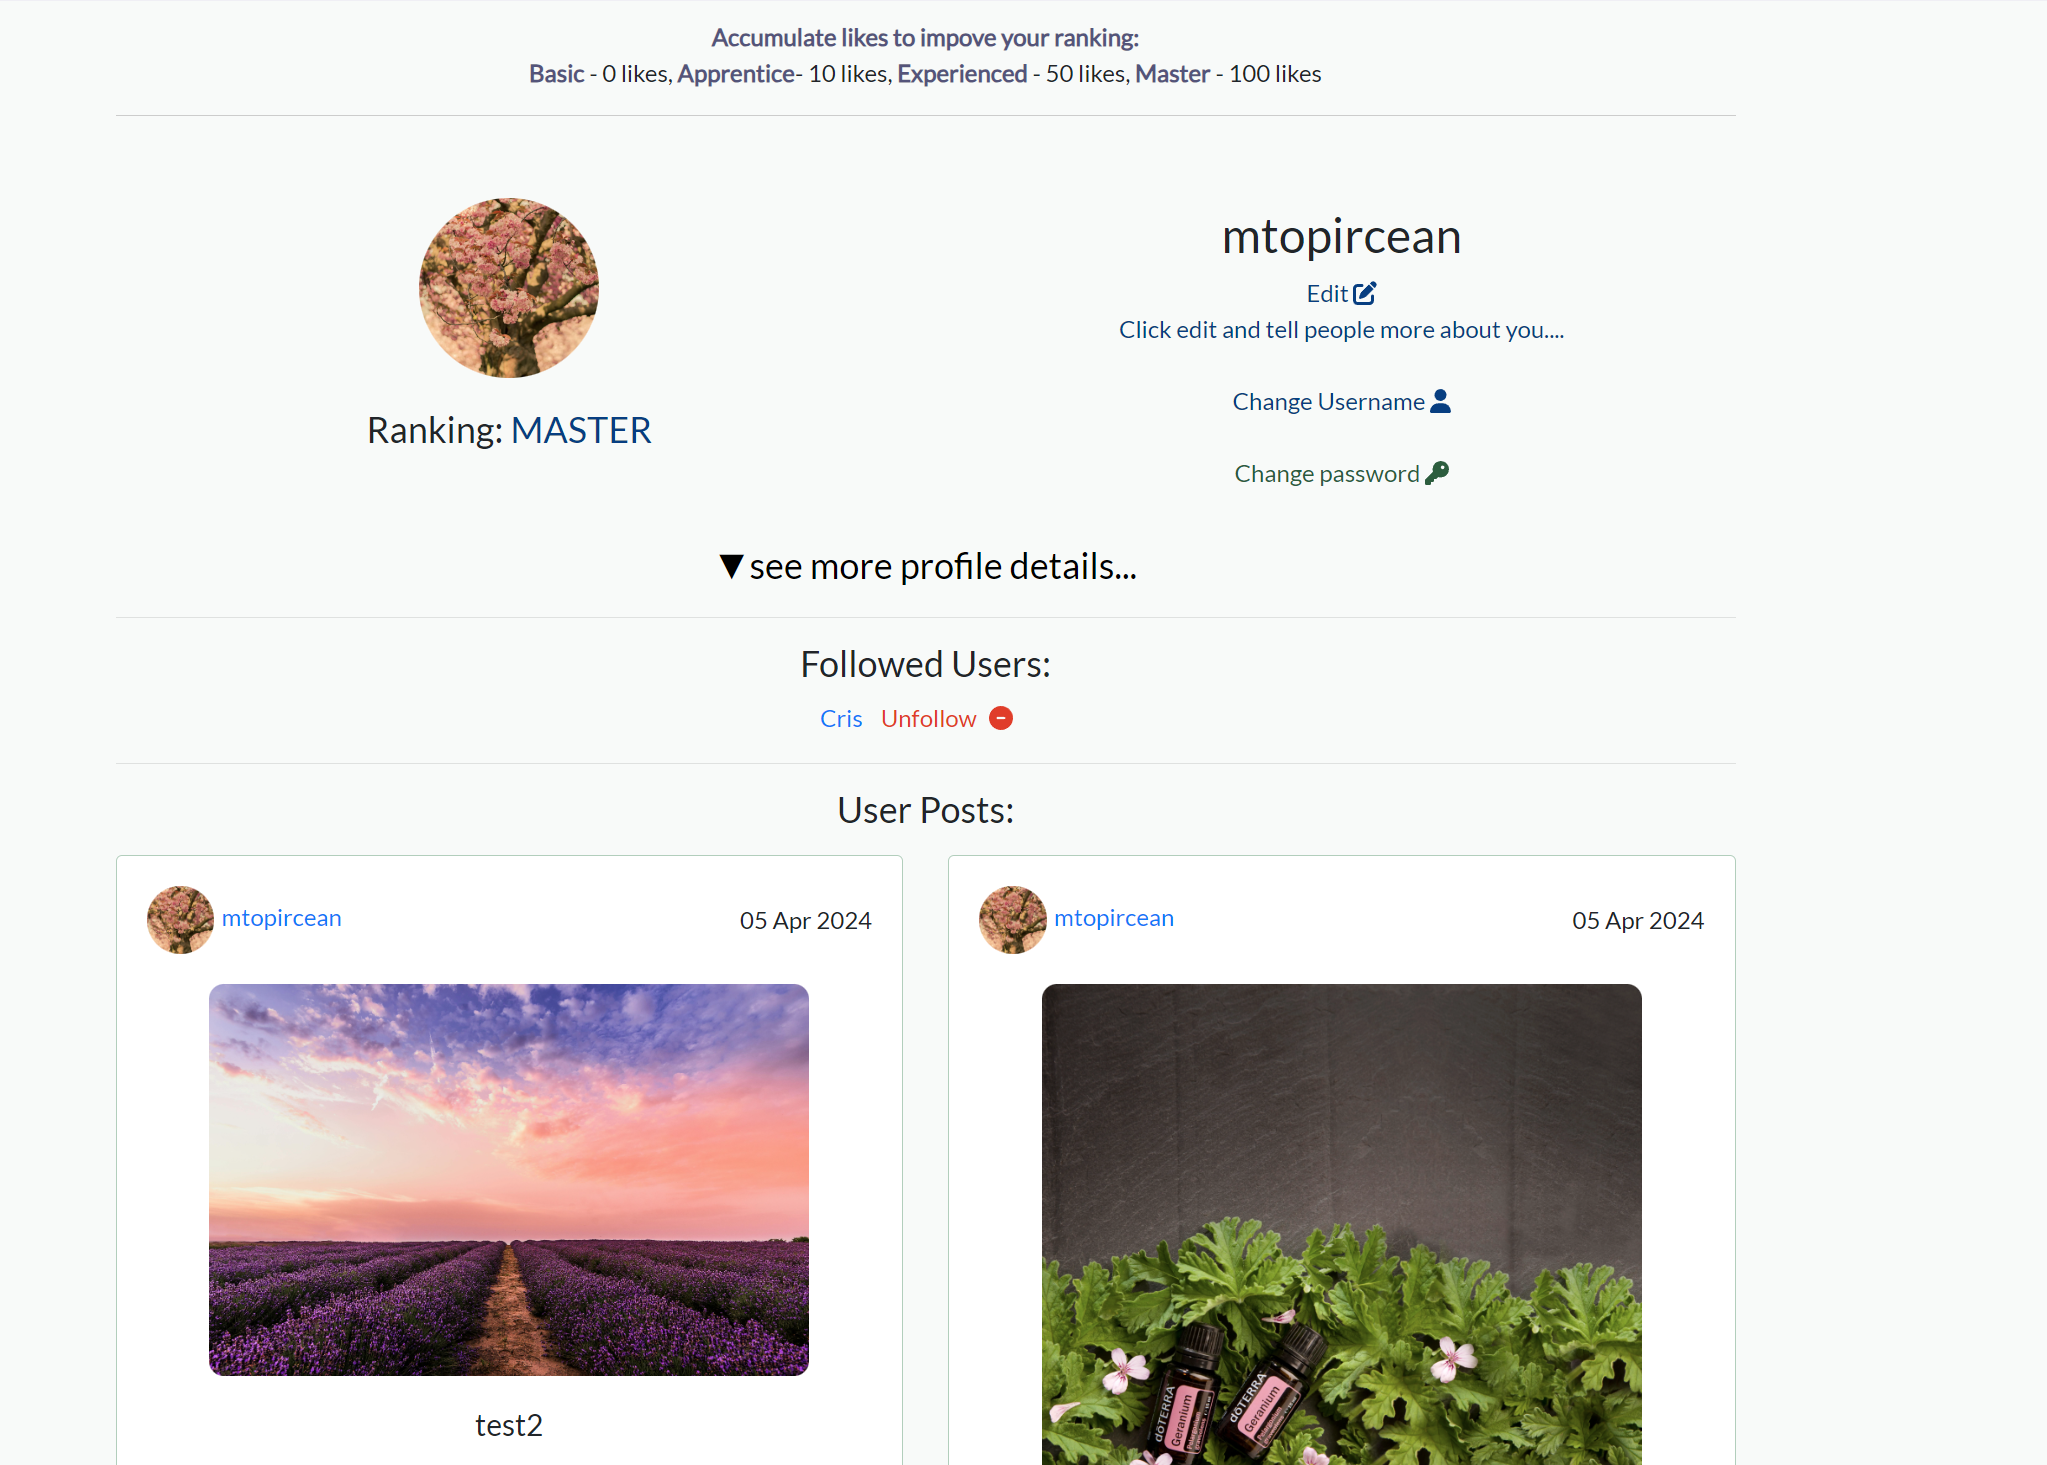 Accumulate likes to impove your ranking:
Basic - 0 likes, Apprentice- 10 likes, Experienced - 50 likes, Master - 100 likes
mtopircean
Edit
Click edit and tell people more about you....
Change Username
Ranking: MASTER
Change password
▼see more profile details...
Followed Users:
Cris Unfollow
User Posts:
mtopircean 05 Apr 2024
mtopircean 05 Apr 2024
dōTERRA
Geranium
dōTERRA
Geranium
test2